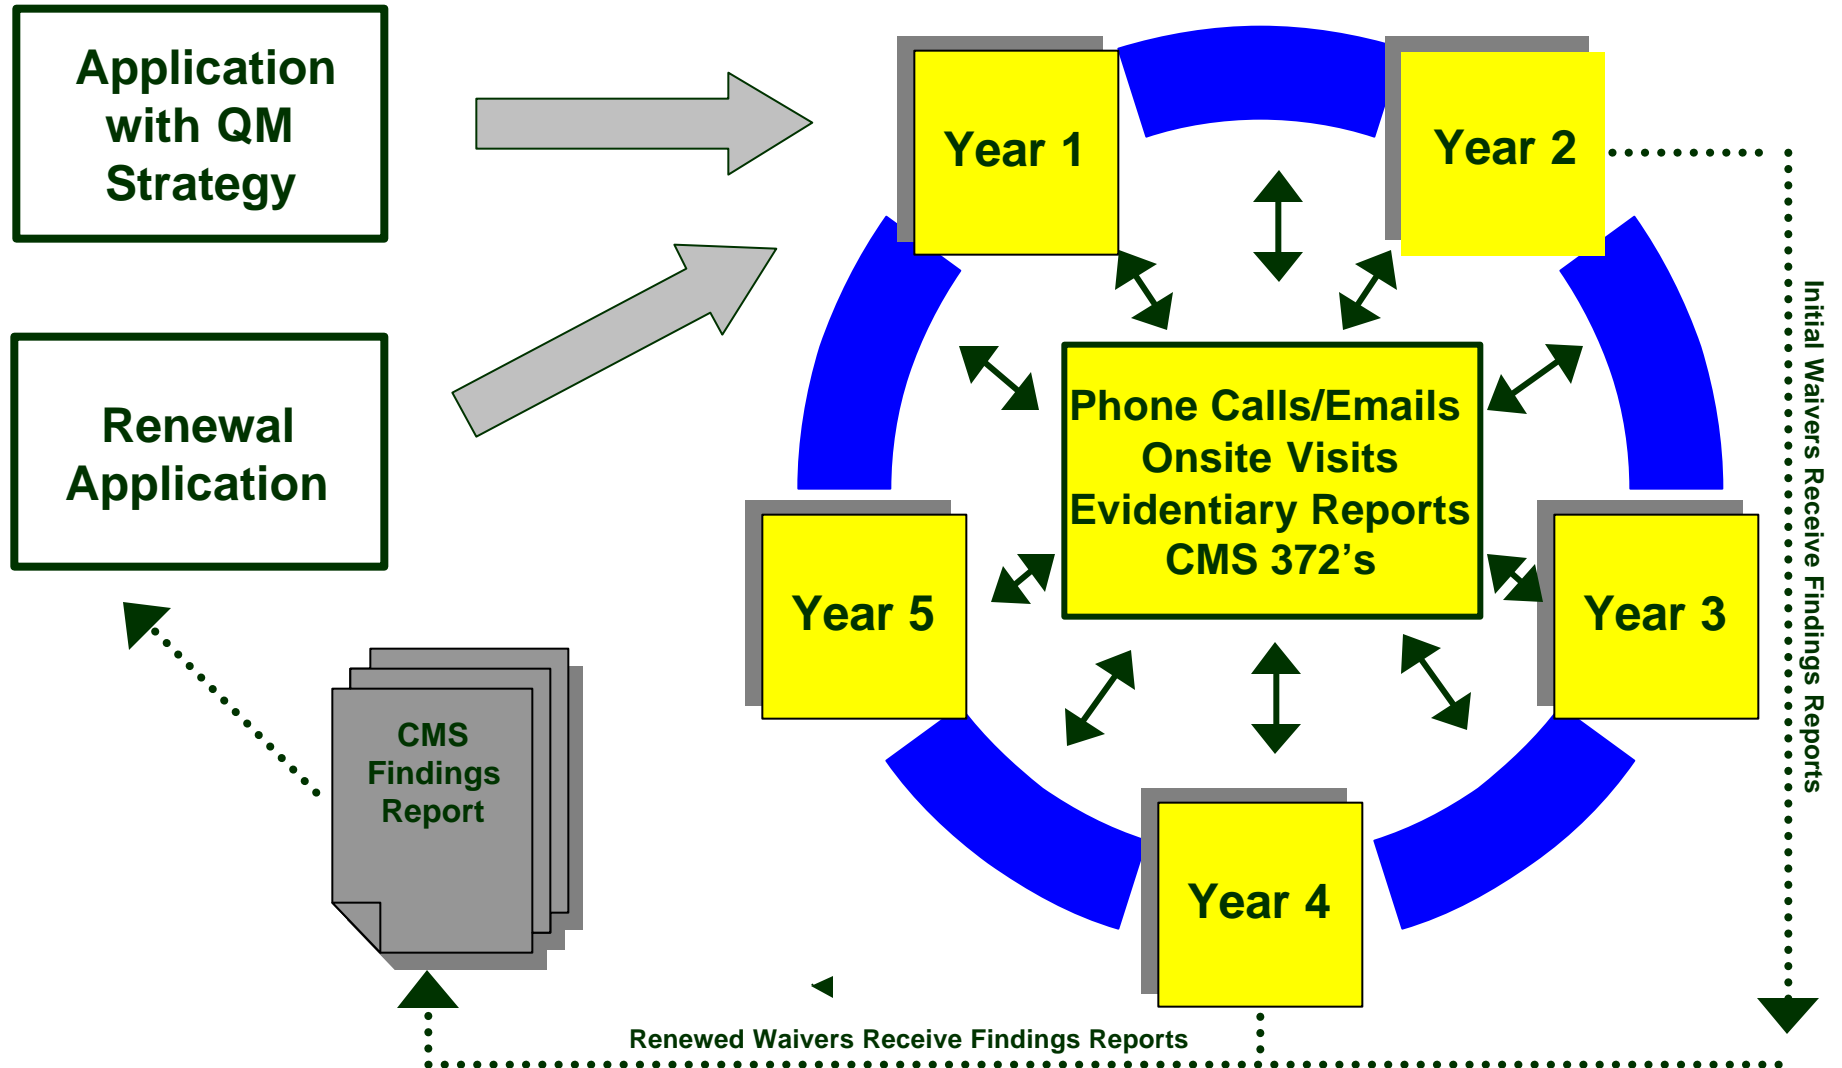 Application
with QM
Strategy
Year 1
Year 2
Renewal
Application
Phone Calls/Emails
Onsite Visits
Evidentiary Reports
CMS 372’s
Year 5
Year 3
CMS
Findings
Report
Year 4
Initial Waivers Receive Findings Reports
Renewed Waivers Receive Findings Reports